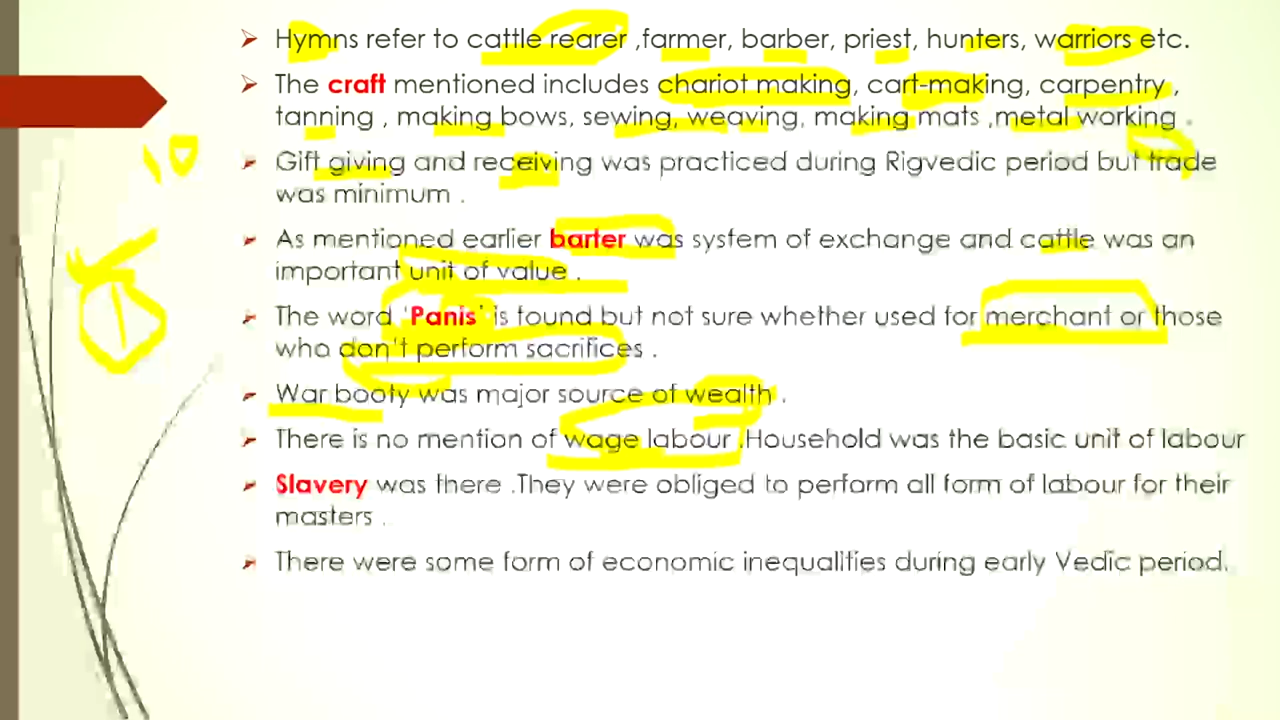 Hymns refer to cattle rearer ,farmer, barber, priest, hunters, warriors etc.
The craft mentioned includes chariot making, cart-making, carpentry ,
tanning , making bows, sewing, weaving, making mats ,metal working .
Gift giving and receiving was practiced during Rigvedic period but trade
was minimum .
As mentioned earlier barter was system of exchange and cattle was an
important unit of value .
The word 'Panis' is found but not sure whether used for merchant or those
who don't perform sacrifices .
War booty was major source of wealth .
There is no mention of wage labour .Household was the basic unit of labour
Slavery was there .They were obliged to perform all form of labour for their
masters .
There were some form of economic inequalities during early Vedic period.